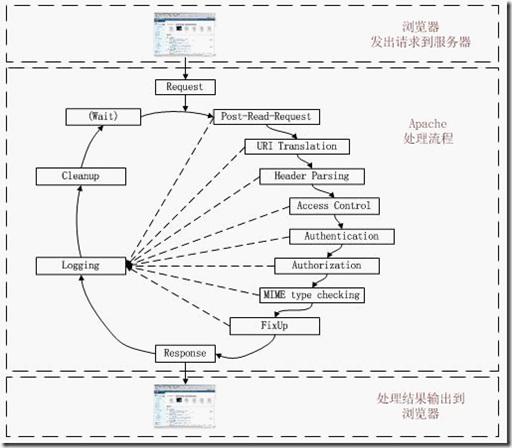 浏览器
发出请求到服务器
Request
(Wait)
Post-Read-Request
Apache
处理流程
URI Translation
Cleanup
Header Parsing
Access Control
Authentication
Logging
Authorization
MIME type checking
FixUp
Response
处理结果输出到
浏览器